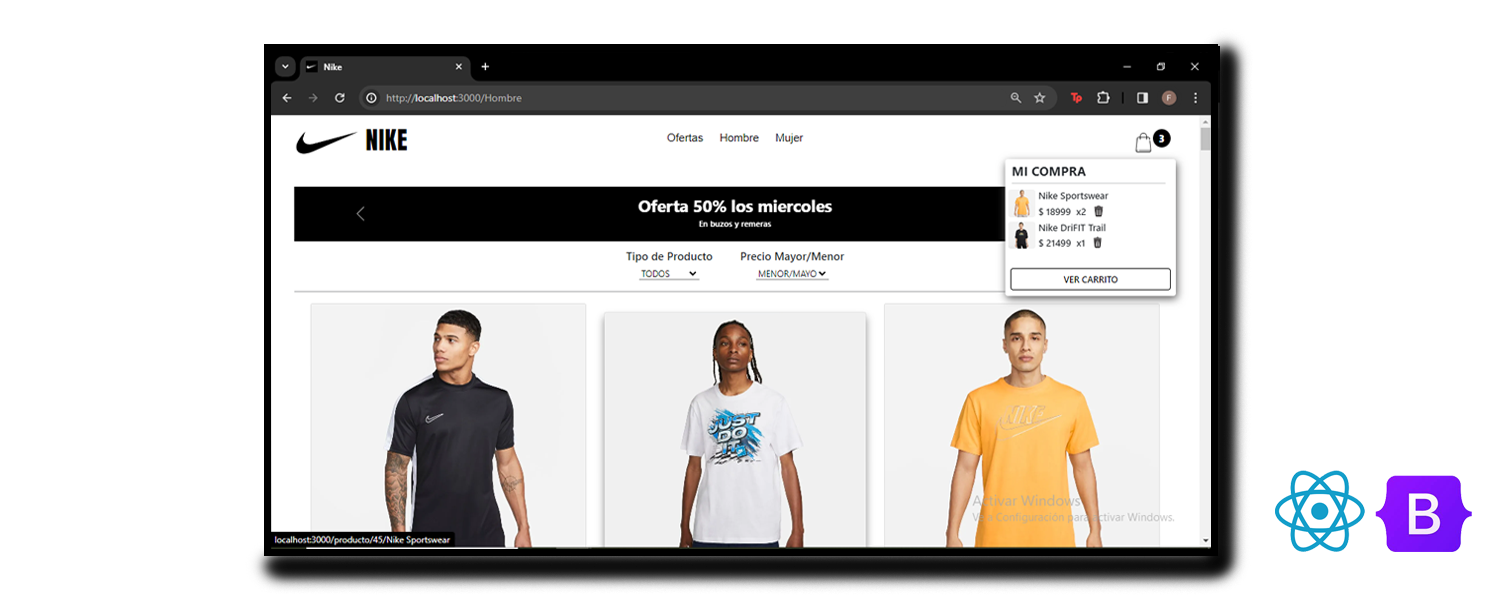 Nike
http://localhost:3000/Hombre
Tp
F
NIKE
Ofertas Hombre Mujer
3
MI COMPRA
Nike Sportswear
$ 18999 x2
Nike DriFIT Trail
$ 21499 x1
VER CARRITO
Oferta 50% los miercoles
En buzos y remeras
Tipo de Producto Precio Mayor/Menor
TODOS MENOR/MAYO
JUST
DO
IT
Activar Windows
Ve a Configuración para activar Windows.
localhost:3000/producto/45/Nike Sportswear
B